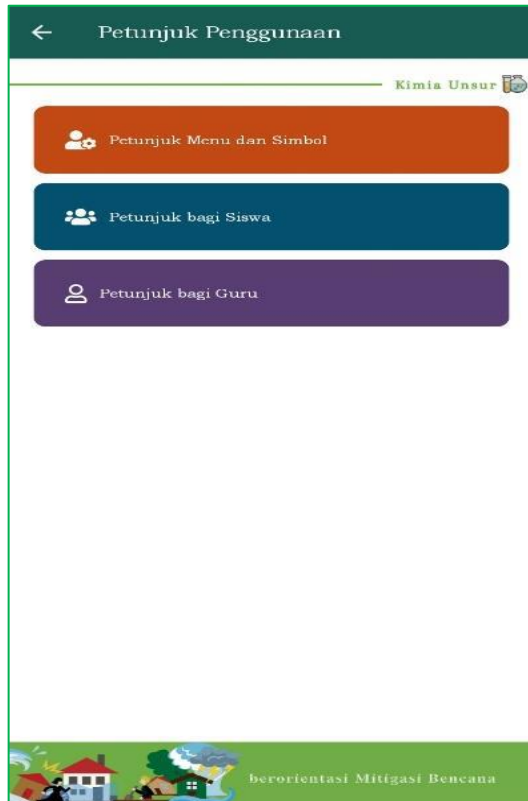 Petunjuk Penggunaan
Kimia Unsur
Petunjuk Menu dan Simbol
Petunjuk bagi Siswa
Petunjuk bagi Guru
berorientasi Mitigasi Bencana